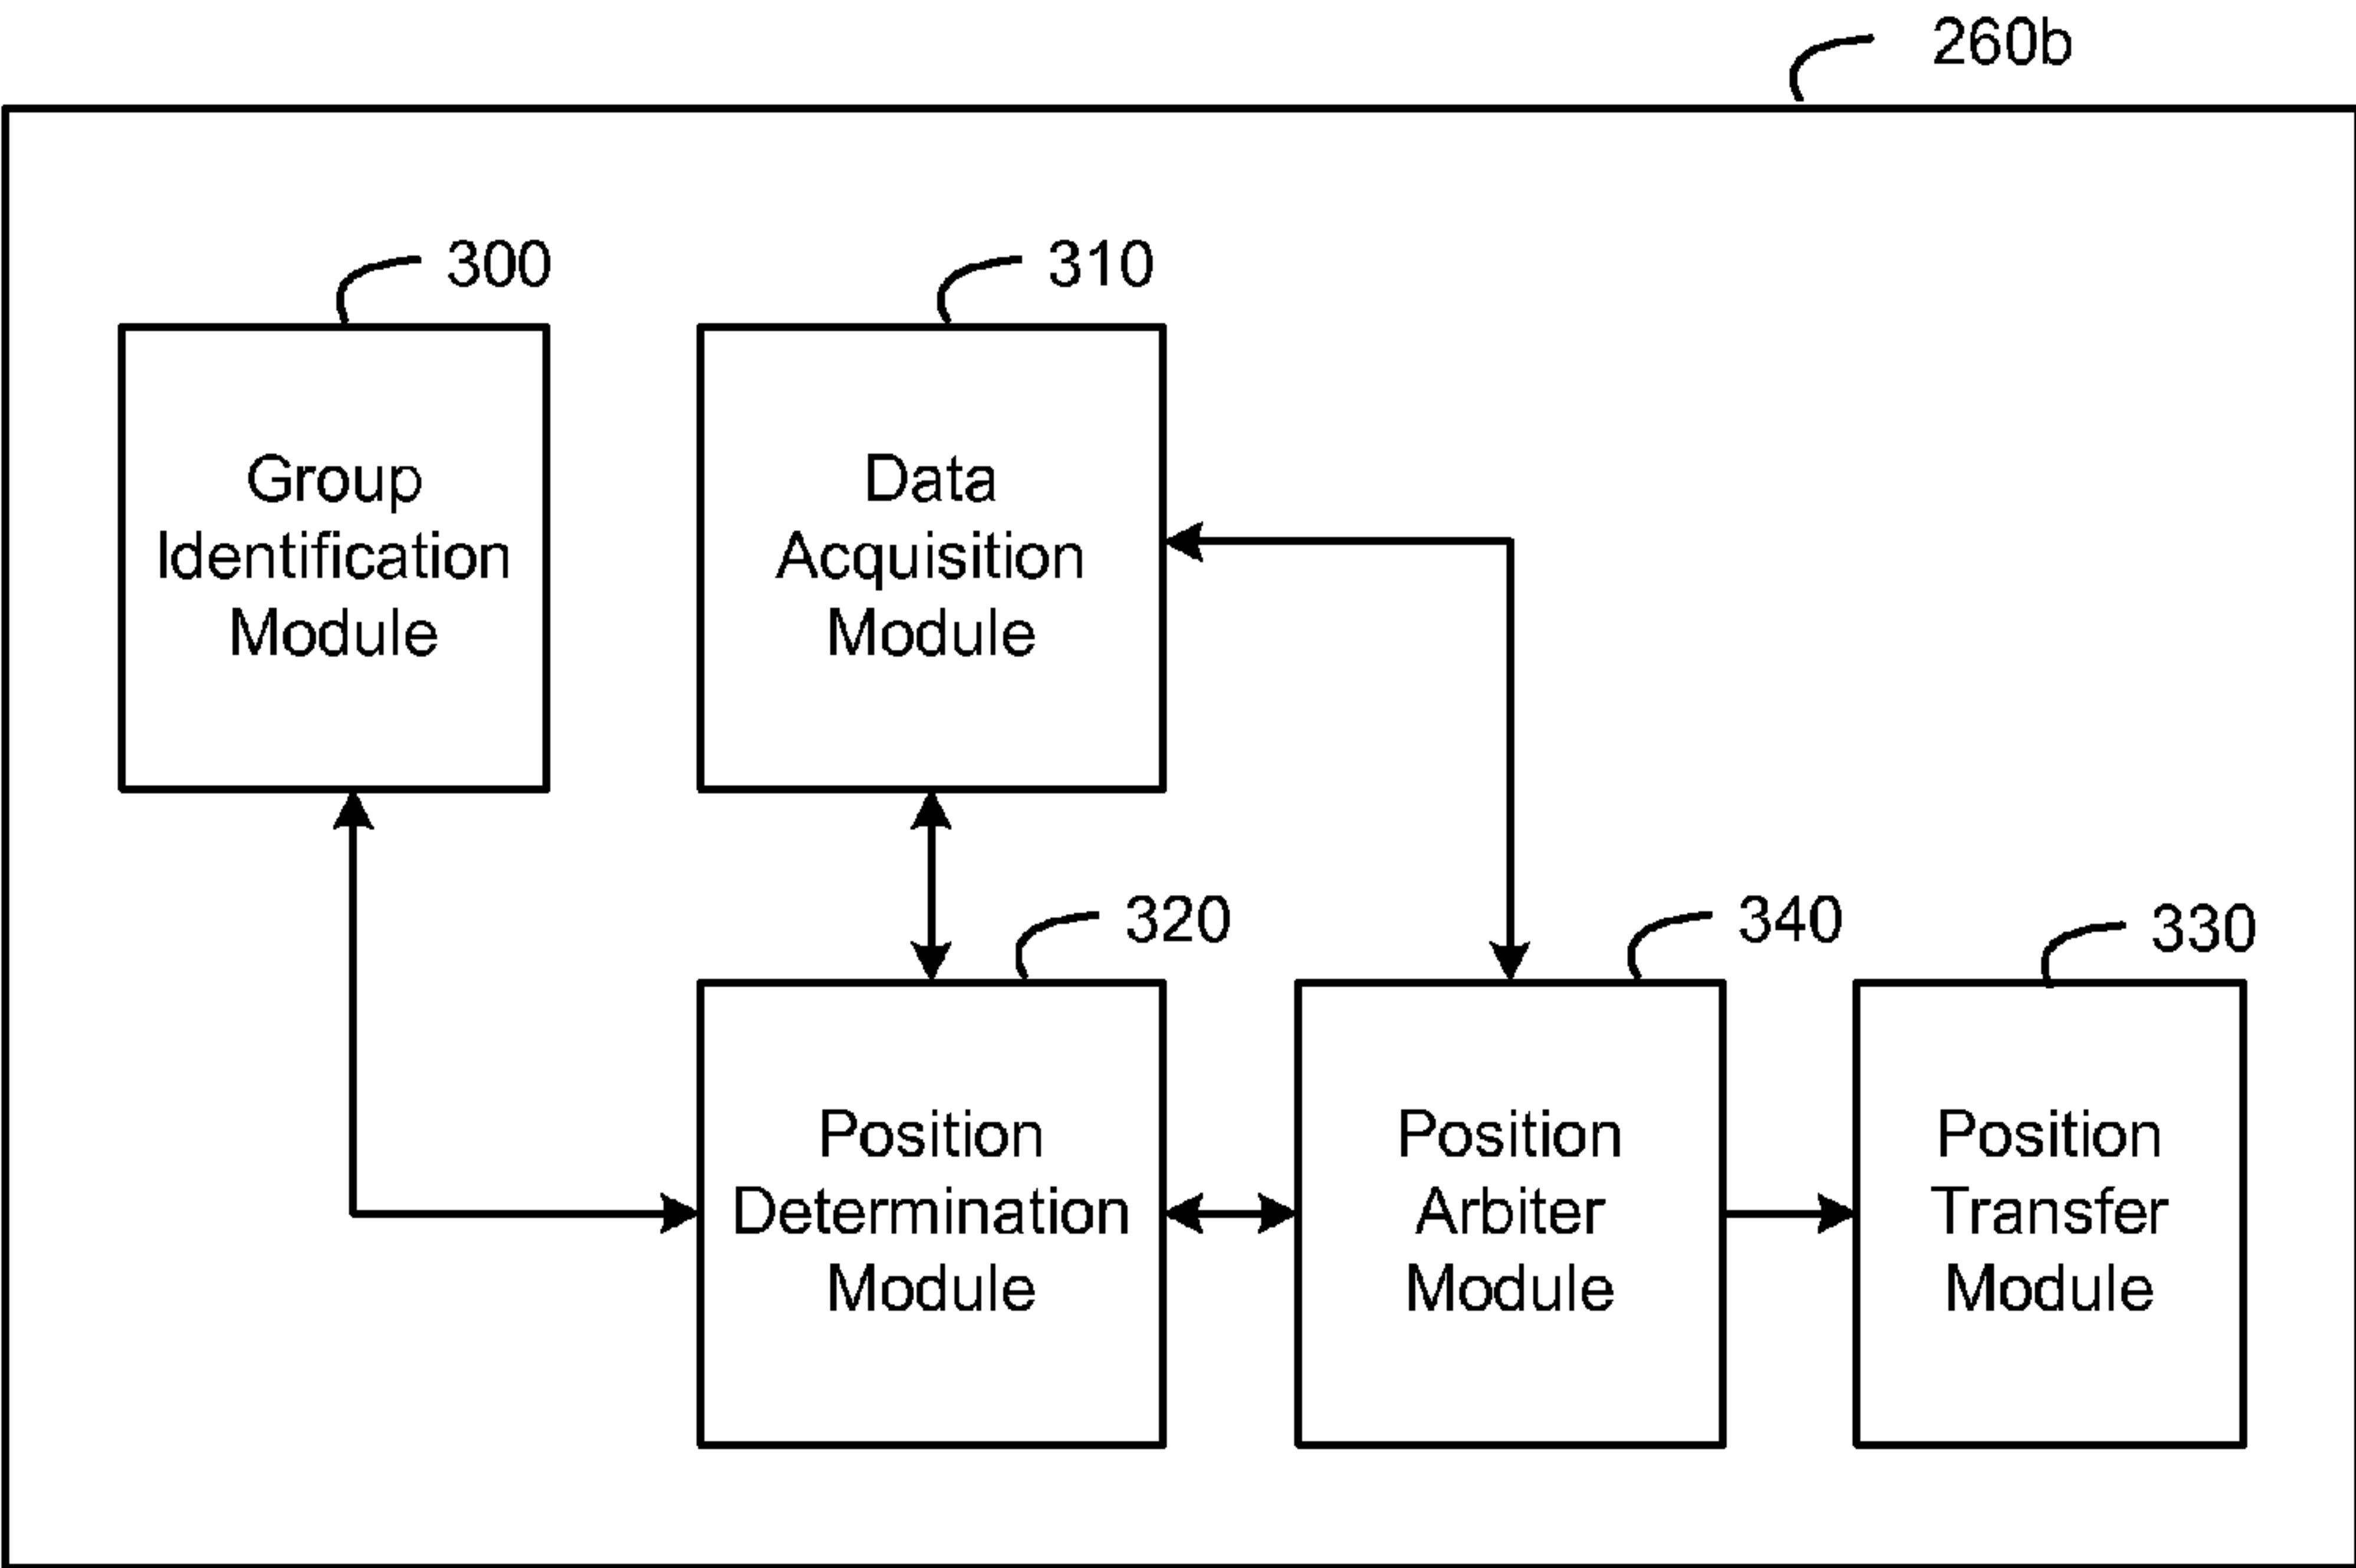 260b
300
310
Group
Identification
Module
Data
Acquisition
Module
320
340
330
Position
Determination
Module
Position
Arbiter
Module
Position
Transfer
Module